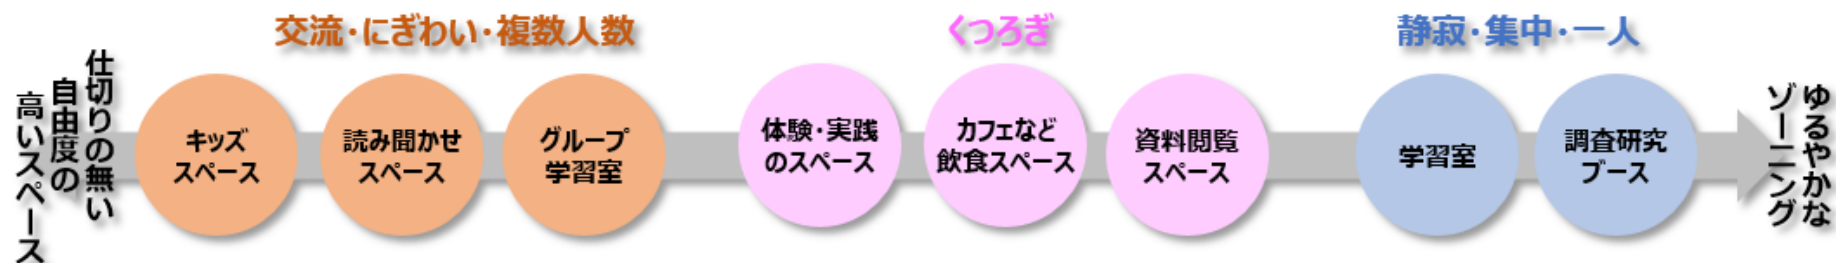 交流・にぎわい・複数人数
くつろぎ
静寂・集中・一人
仕切りの無い
自由度の
高いスペース
キッズ
スペース
読み聞かせ
スペース
グループ
学習室
体験・実践
のスペース
カフェなど
飲食スペース
資料閲覧
スペース
学習室
調査研究
ブース
ゆるやかな
ゾーニング